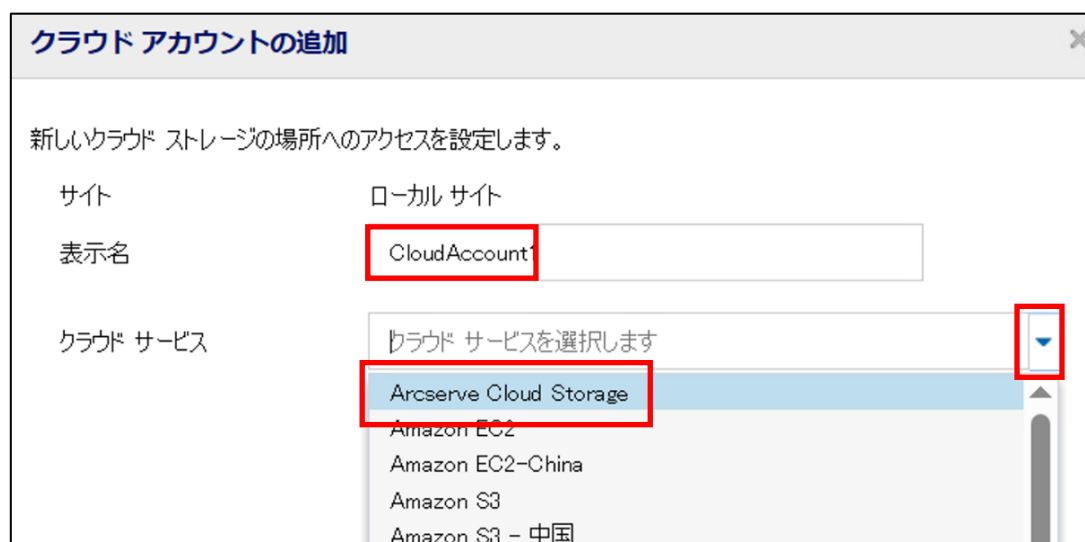 クラウド アカウントの追加
新しいクラウド ストレージの場所へのアクセスを設定します。
サイト ローカル サイト
表示名 CloudAccount1
クラウド サービス クラウド サービスを選択します
Arcserve Cloud Storage
Amazon EC2
Amazon EC2-China
Amazon S3
Amazon S3 - 中国